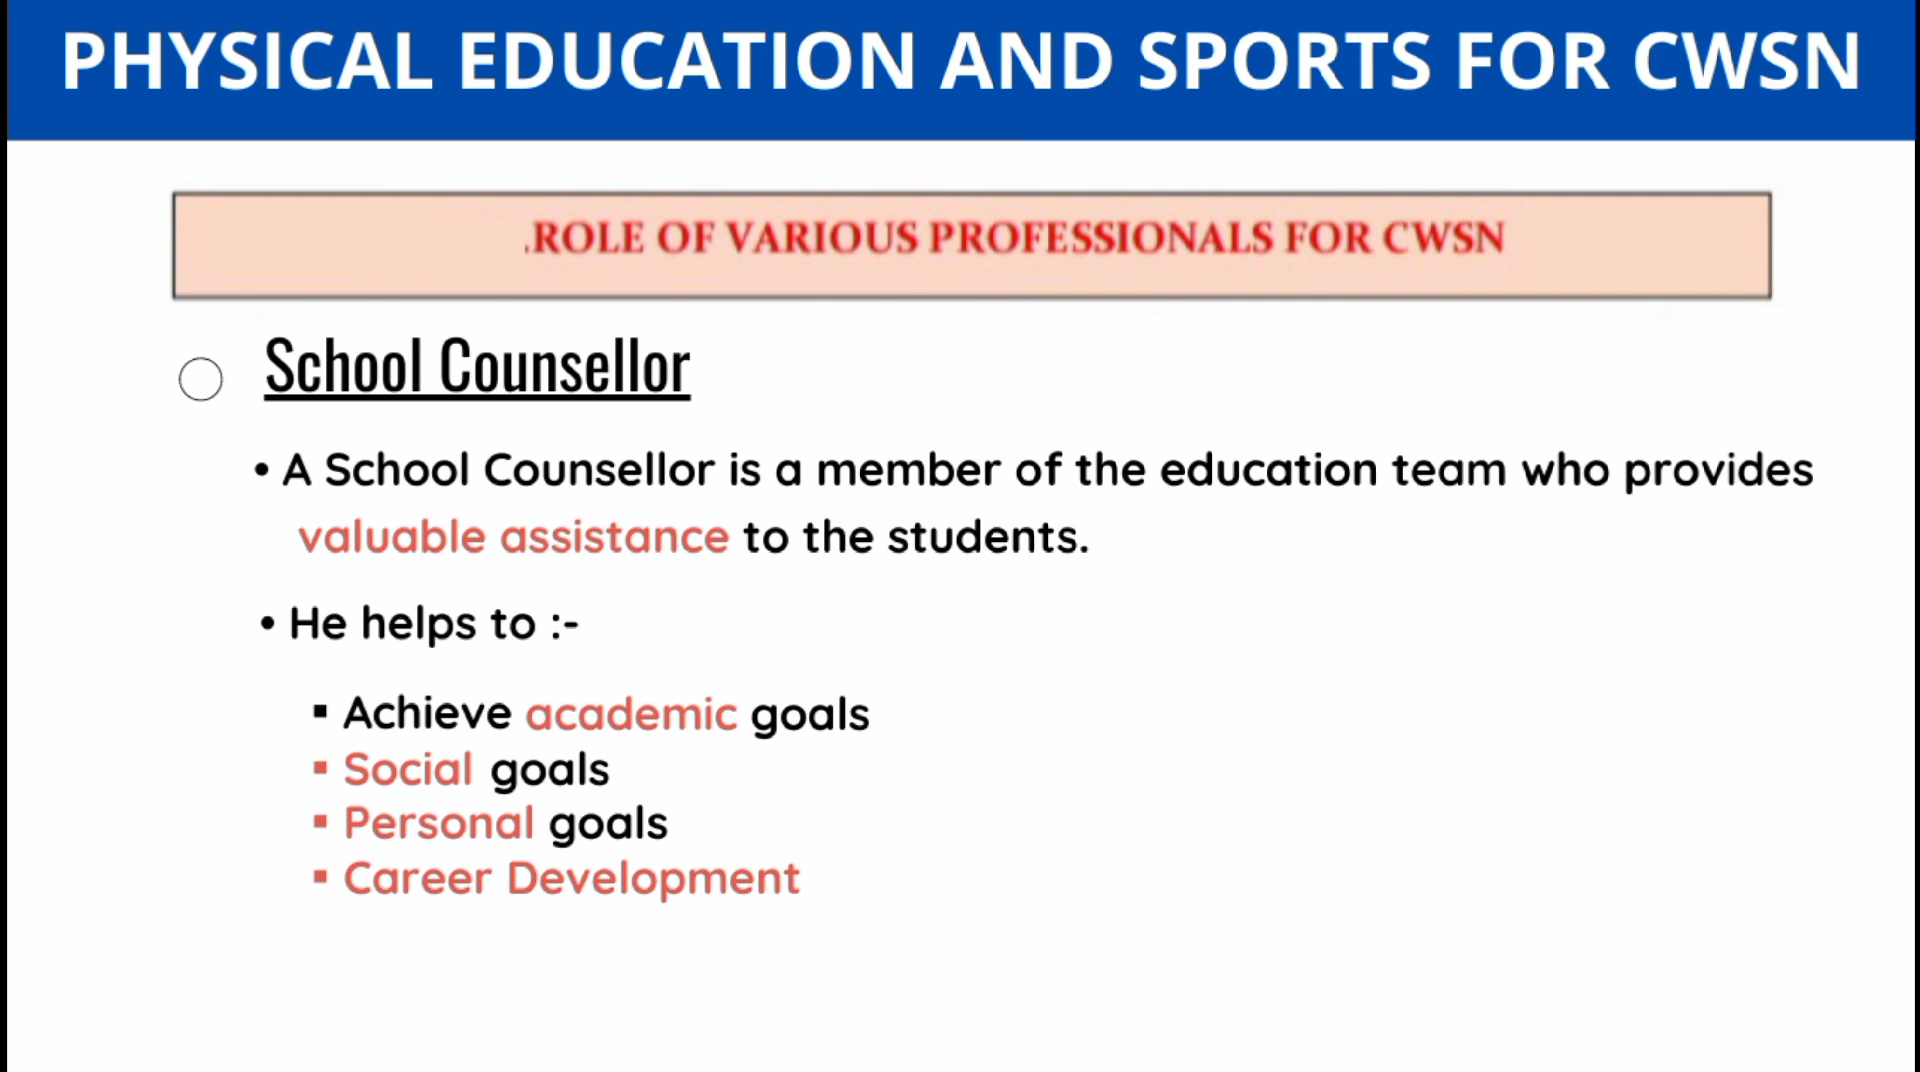 PHYSICAL EDUCATION AND SPORTS FOR CWSN
.ROLE OF VARIOUS PROFESSIONALS FOR CWSN
School Counsellor
• A School Counsellor is a member of the education team who provides
valuable assistance to the students.
• He helps to :-
▪ Achieve academic goals
▪ Social goals
▪ Personal goals
▪ Career Development